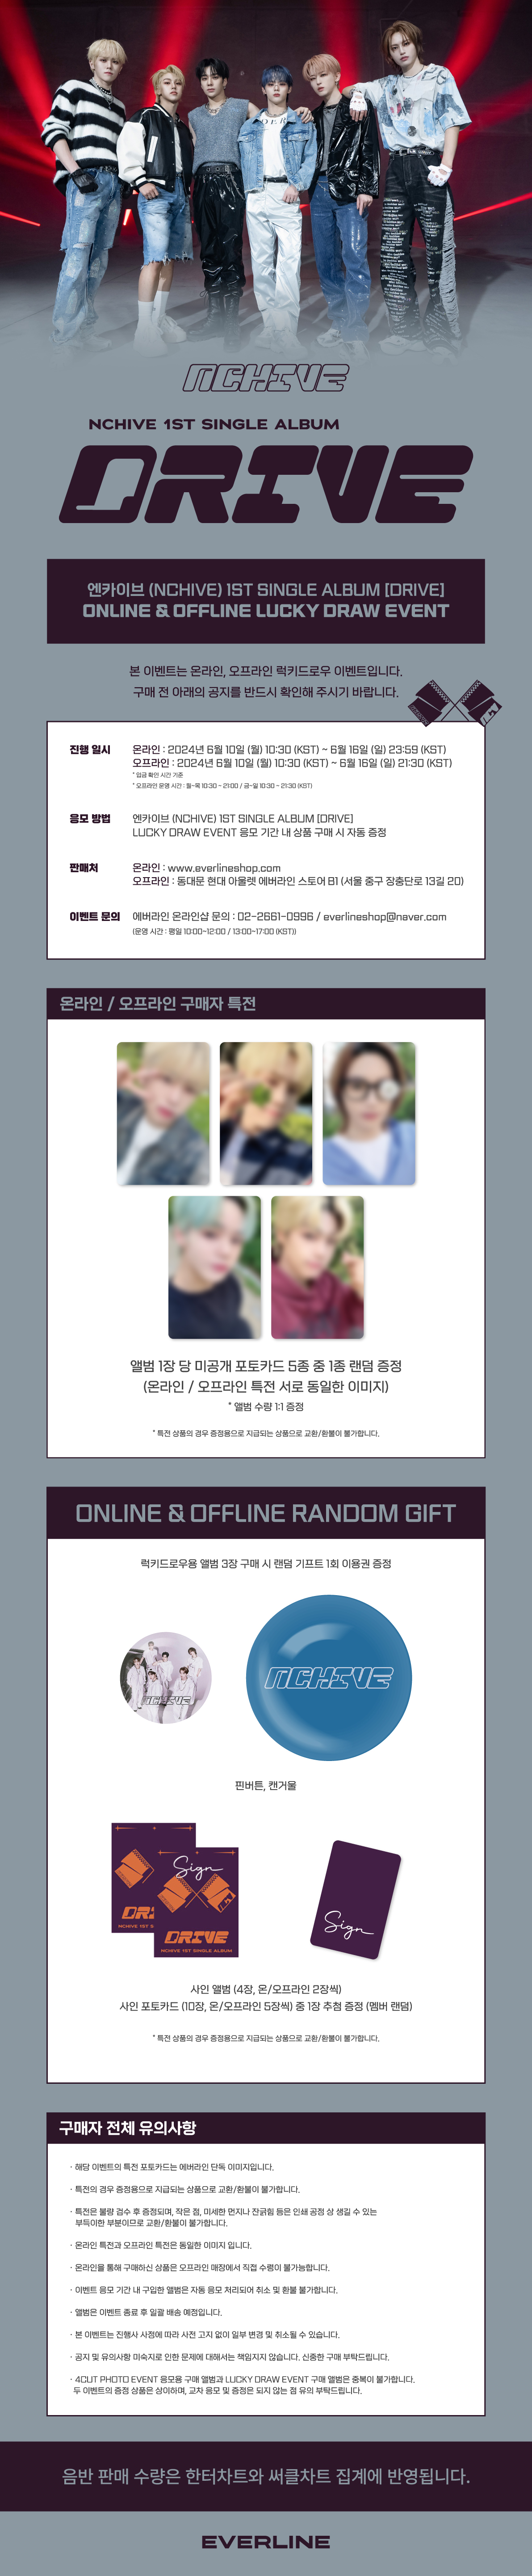 NCHIVE
NCHIVE 1ST SINGLE ALBUM
DRIVE
엔카이브 (NCHIVE) 1ST SINGLE ALBUM [DRIVE]
ONLINE & OFFLINE LUCKY DRAW EVENT
본 이벤트는 온라인, 오프라인 럭키드로우 이벤트입니다.
구매 전 아래의 공지를 반드시 확인해 주시기 바랍니다.
진행 일시 온라인 : 2024년 6월 10일 (월) 10:30 (KST) ~ 6월 16일 (일) 23:59 (KST)
오프라인 : 2024년 6월 10일 (월) 10:30 (KST) ~ 6월 16일 (일) 21:30 (KST)
* 입금 확인 시간 기준
* 오프라인 운영 시간 : 월-목 10:30 - 21:00 / 금-일 10:30 - 21:30 (KST)
응모 방법 엔카이브 (NCHIVE) 1ST SINGLE ALBUM [DRIVE]
LUCKY DRAW EVENT 응모 기간 내 상품 구매 시 자동 증정
판매처 온라인 : www.everlineshop.com
오프라인 : 동대문 현대 아울렛 에버라인 스토어 B1 (서울 중구 장충단로 13길 20)
이벤트 문의 에버라인 온라인샵 문의 : 02-2661-0996 / everlineshop@naver.com
(운영 시간 : 평일 10:00~12:00 / 13:00~17:00 (KST))
온라인 / 오프라인 구매자 특전
앨범 1장 당 미공개 포토카드 5종 중 1종 랜덤 증정
(온라인 / 오프라인 특전 서로 동일한 이미지)
* 앨범 수량 1:1 증정
* 특전 상품의 경우 증정용으로 지급되는 상품으로 교환/환불이 불가합니다.
ONLINE & OFFLINE RANDOM GIFT
럭키드로우용 앨범 3장 구매 시 랜덤 기프트 1회 이용권 증정
NCHIVE
NCHIVE
핀버튼, 캔거울
Sign
DRIVE
NCHIVE 1ST SINGLE ALBUM
Sign
사인 앨범 (4장, 온/오프라인 2장씩)
사인 포토카드 (10장, 온/오프라인 5장씩) 중 1장 추첨 증정 (멤버 랜덤)
* 특전 상품의 경우 증정용으로 지급되는 상품으로 교환/환불이 불가합니다.
구매자 전체 유의사항
· 해당 이벤트의 특전 포토카드는 에버라인 단독 이미지입니다.
· 특전의 경우 증정용으로 지급되는 상품으로 교환/환불이 불가합니다.
· 특전은 불량 검수 후 증정되며, 작은 점, 미세한 먼지나 잔긁힘 등은 인쇄 공정 상 생길 수 있는
부득이한 부분이므로 교환/환불이 불가합니다.
· 온라인 특전과 오프라인 특전은 동일한 이미지 입니다.
· 온라인을 통해 구매하신 상품은 오프라인 매장에서 직접 수령이 불가능합니다.
· 이벤트 응모 기간 내 구입한 앨범은 자동 응모 처리되어 취소 및 환불 불가합니다.
· 앨범은 이벤트 종료 후 일괄 배송 예정입니다.
· 본 이벤트는 진행사 사정에 따라 사전 고지 없이 일부 변경 및 취소될 수 있습니다.
· 공지 및 유의사항 미숙지로 인한 문제에 대해서는 책임지지 않습니다. 신중한 구매 부탁드립니다.
· 4CUT PHOTO EVENT 응모용 구매 앨범과 LUCKY DRAW EVENT 구매 앨범은 중복이 불가합니다.
두 이벤트의 증정 상품은 상이하며, 교차 응모 및 증정은 되지 않는 점 유의 부탁드립니다.
음반 판매 수량은 한터차트와 써클차트 집계에 반영됩니다.
EVERLINE